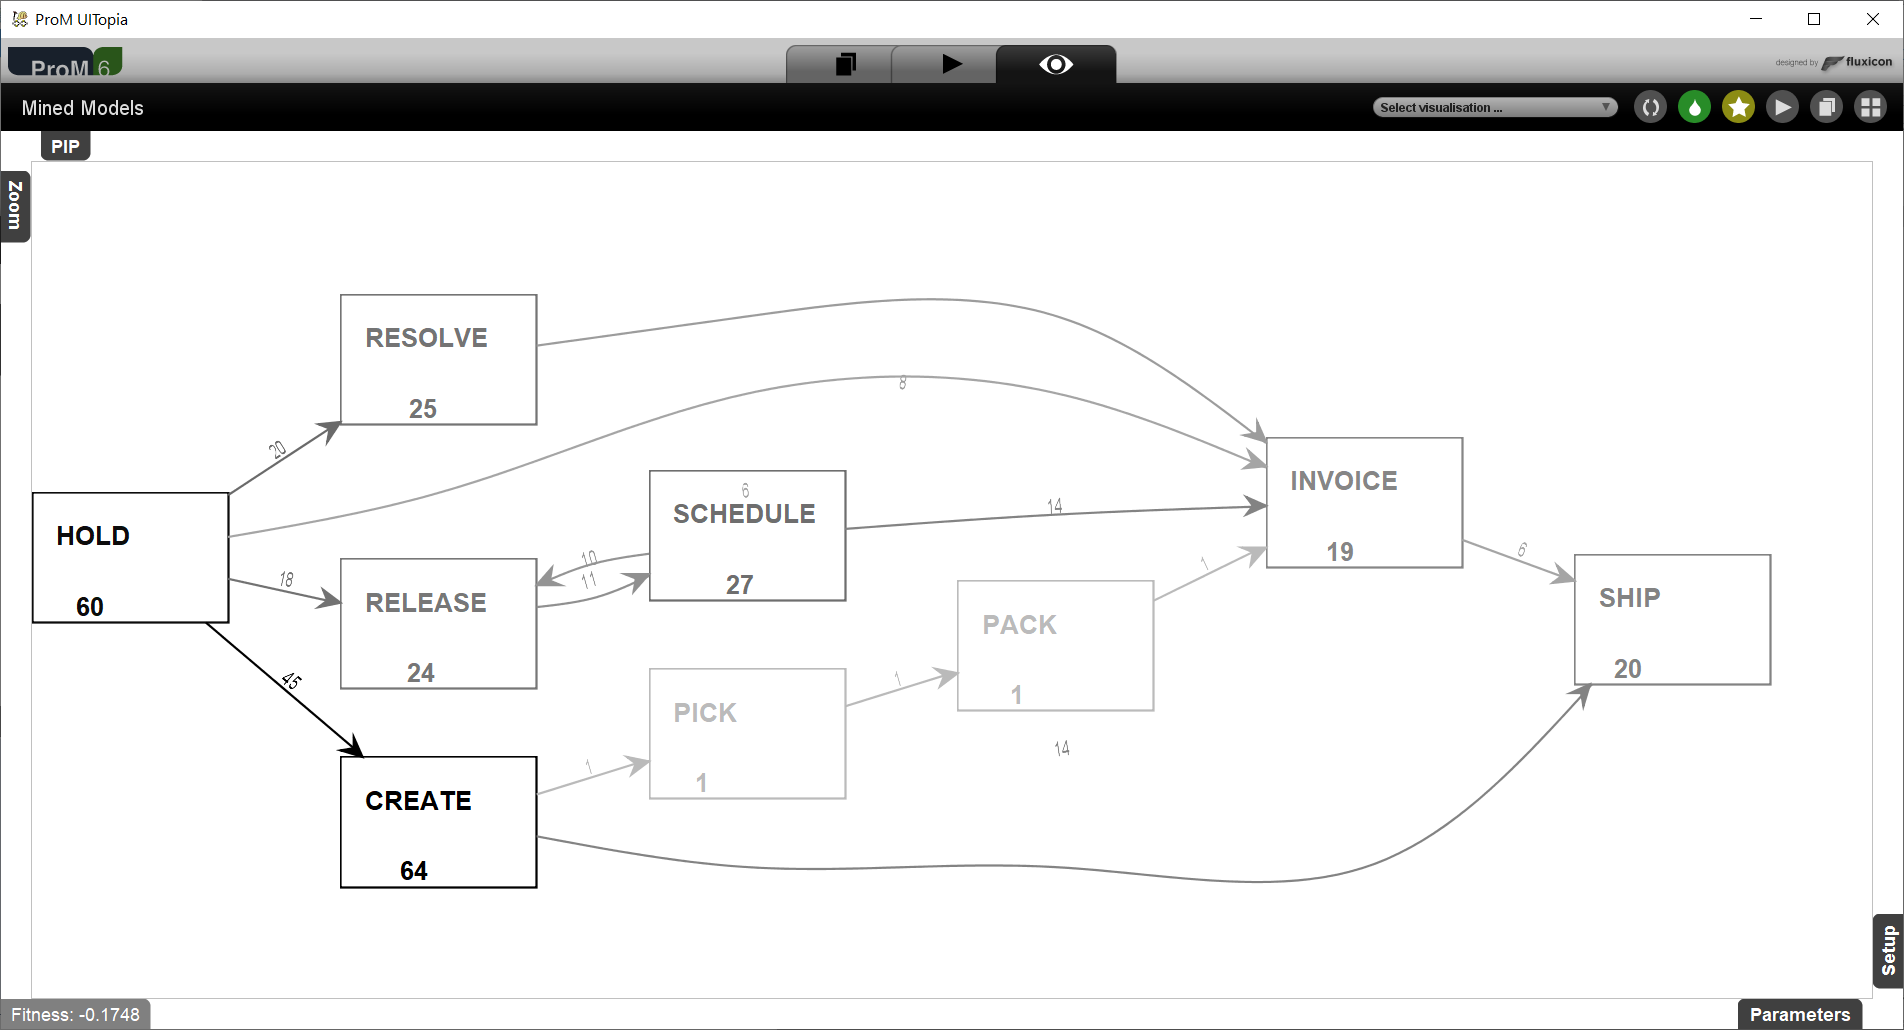 ProM UITopia
ProM 6
designed by fluxicon
Mined Models
Select visualisation ...
PIP
Zoom
RESOLVE
25
20
8
HOLD
60
SCHEDULE
6
27
14
INVOICE
19
10
11
18
RELEASE
24
1
6
SHIP
20
PACK
1
1
45
PICK
1
14
1
CREATE
64
Setup
Fitness: -0.1748
Parameters